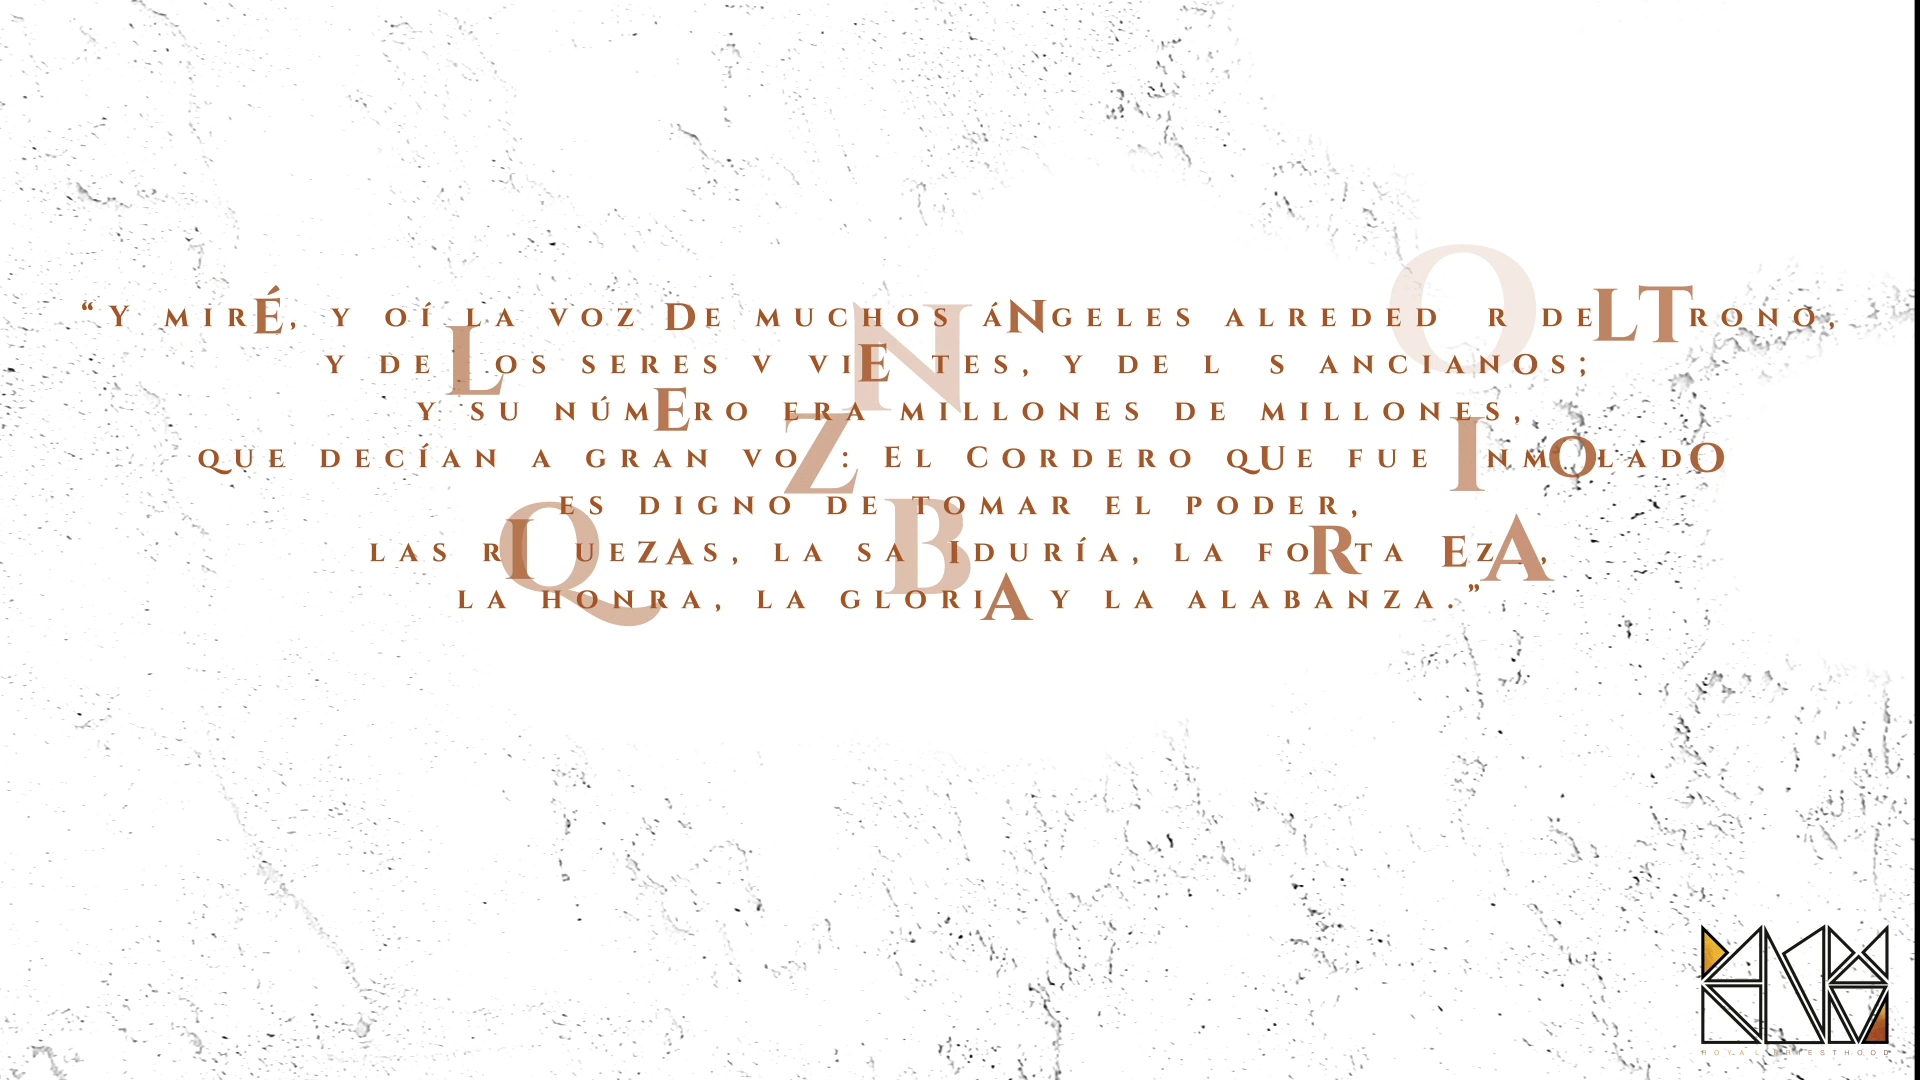 “Y MIRÉ, Y OÍ LA VOZ DE MUCHOS ÁNGELES ALREDEDOR DEL TRONO,
Y DE LOS SERES VIVIENTES, Y DE LOS ANCIANOS;
Y SU NÚMERO ERA MILLONES DE MILLONES,
QUE DECÍAN A GRAN VOZ: EL CORDERO QUE FUE INMOLADO
ES DIGNO DE TOMAR EL PODER,
LAS RIQUEZAS, LA SABIDURÍA, LA FORTALEZA,
LA HONRA, LA GLORIA Y LA ALABANZA.”
ROYAL PRIESTHOOD